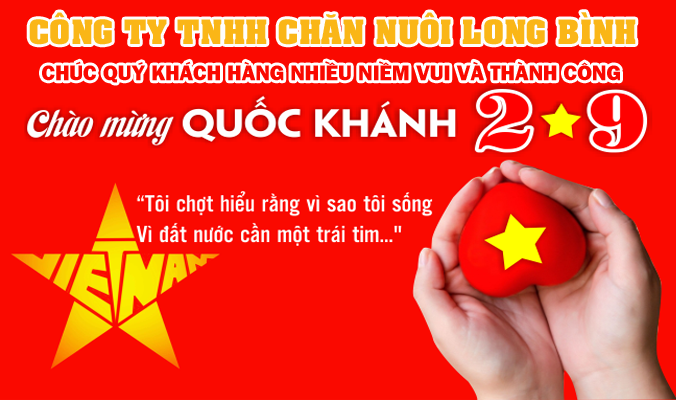 CÔNG TY TNHH CHĂN NUÔI LONG BÌNH
CHÚC QUÝ KHÁCH HÀNG NHIỀU NIỀM VUI VÀ THÀNH CÔNG
Chào mừng QUỐC KHÁNH 2 9
“Tôi chợt hiểu rằng vì sao tôi sống
Vì đất nước cần một trái tim..."
VIETNAM